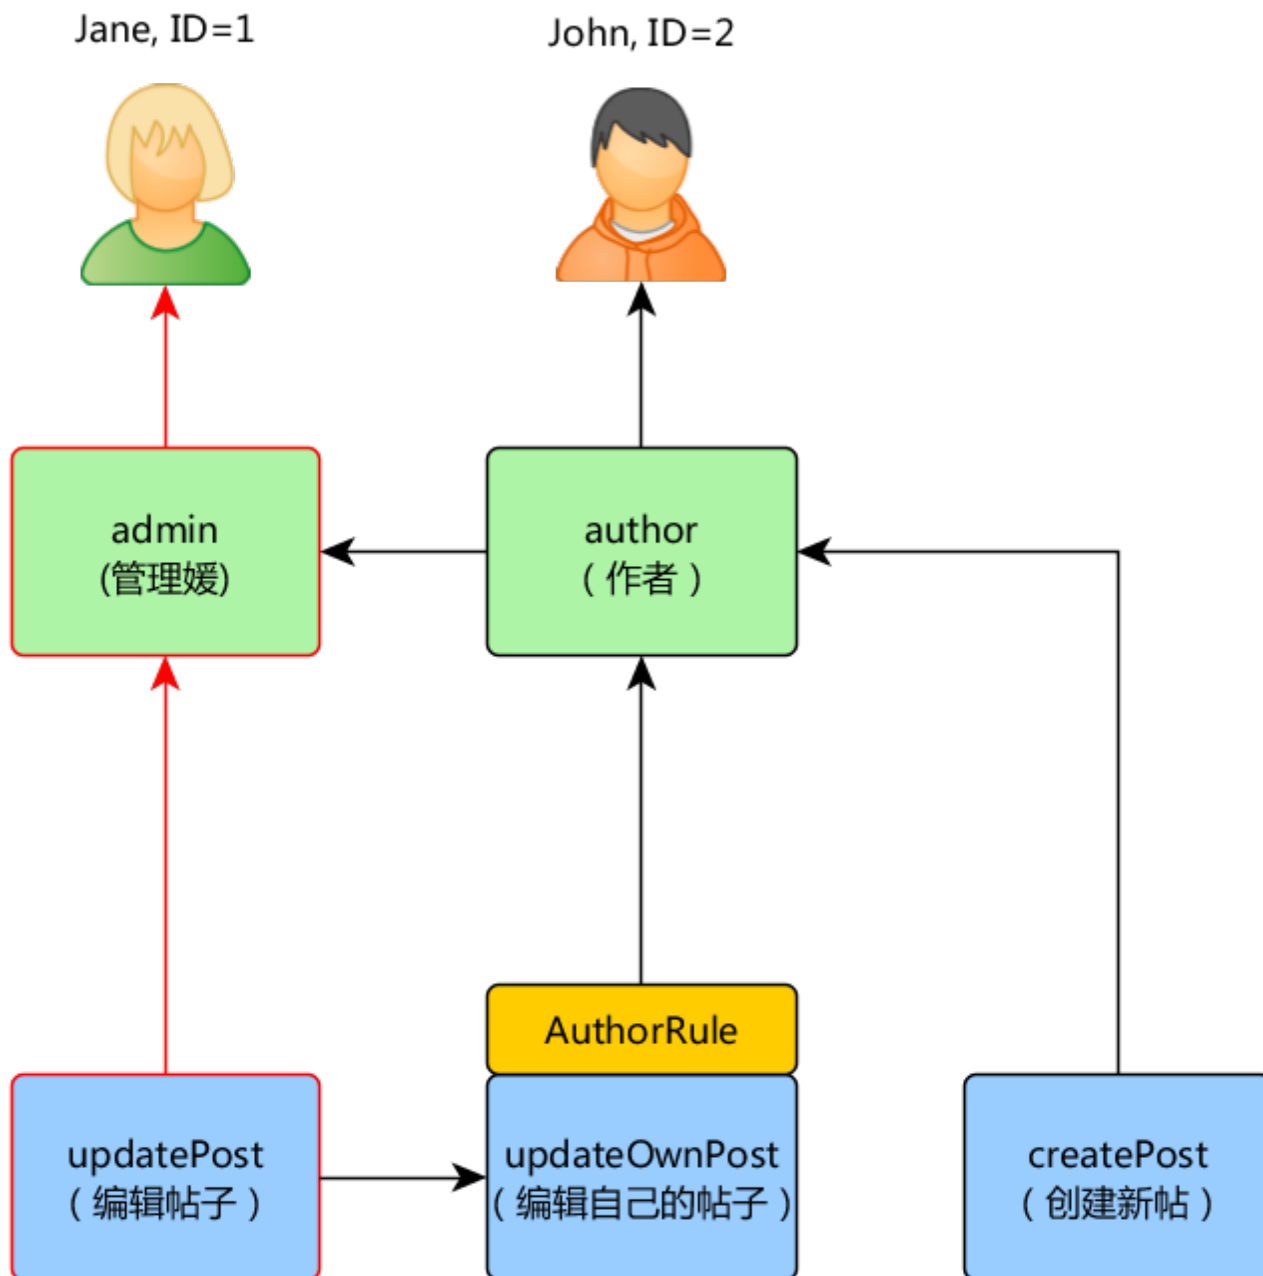 Jane, ID=1
John, ID=2
admin
(管理媛)
author
（作者）
AuthorRule
updatePost
（编辑帖子）
updateOwnPost
（编辑自己的帖子）
createPost
（创建新帖）